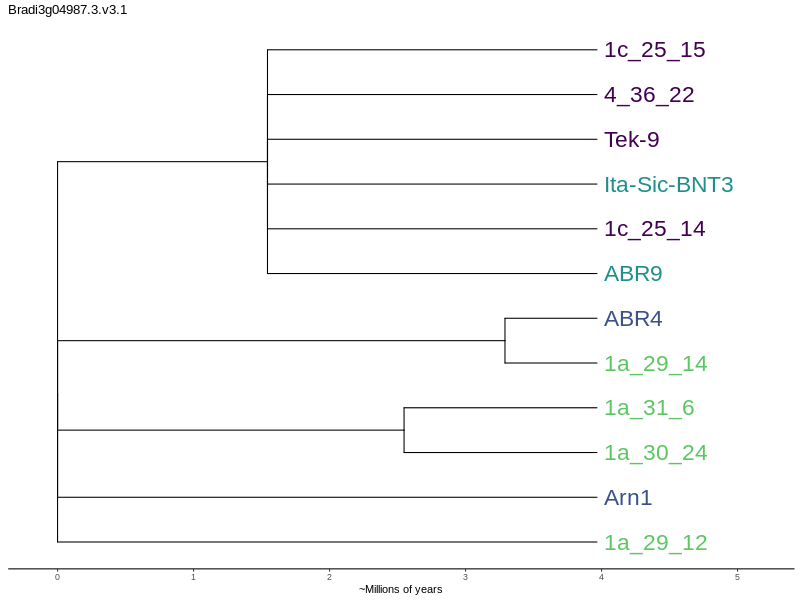 Bradi3g04987.3.v3.1
1c_25_15
4_36_22
Tek-9
Ita-Sic-BNT3
1c_25_14
ABR9
ABR4
1a_29_14
1a_31_6
1a_30_24
Arn1
1a_29_12
0 1 2 3 4 5
~Millions of years